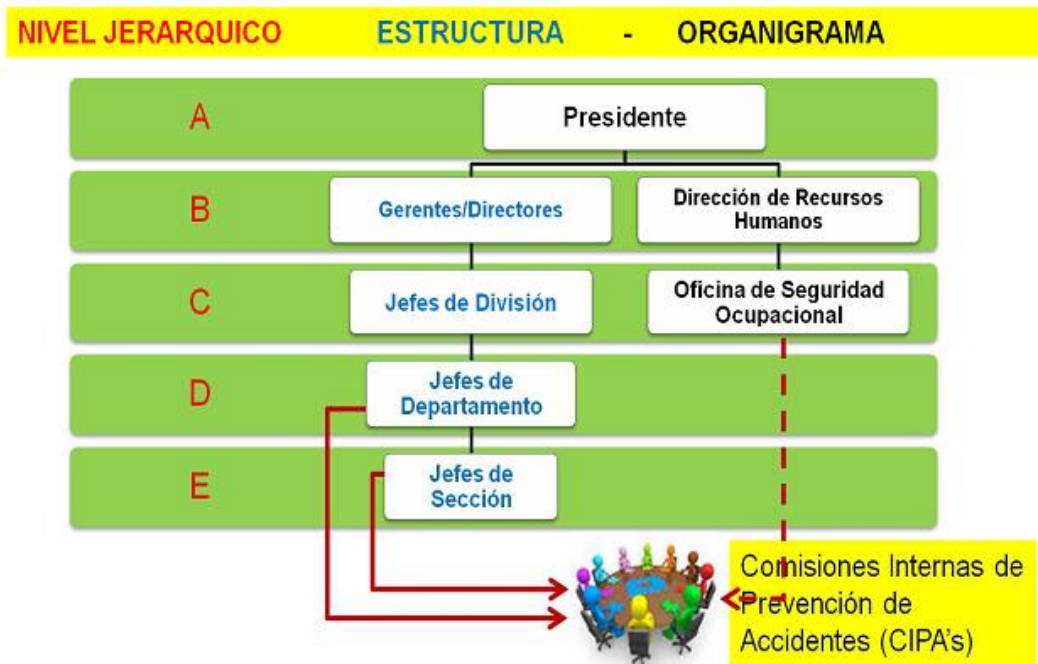 NIVEL JERARQUICO ESTRUCTURA - ORGANIGRAMA
A
Presidente
B
Gerentes/Directores
Dirección de Recursos
Humanos
C
Jefes de División
Oficina de Seguridad
Ocupacional
D
Jefes de
Departamento
E
Jefes de
Sección
Comisiones Internas de
Prevención de
Accidentes (CIPA's)